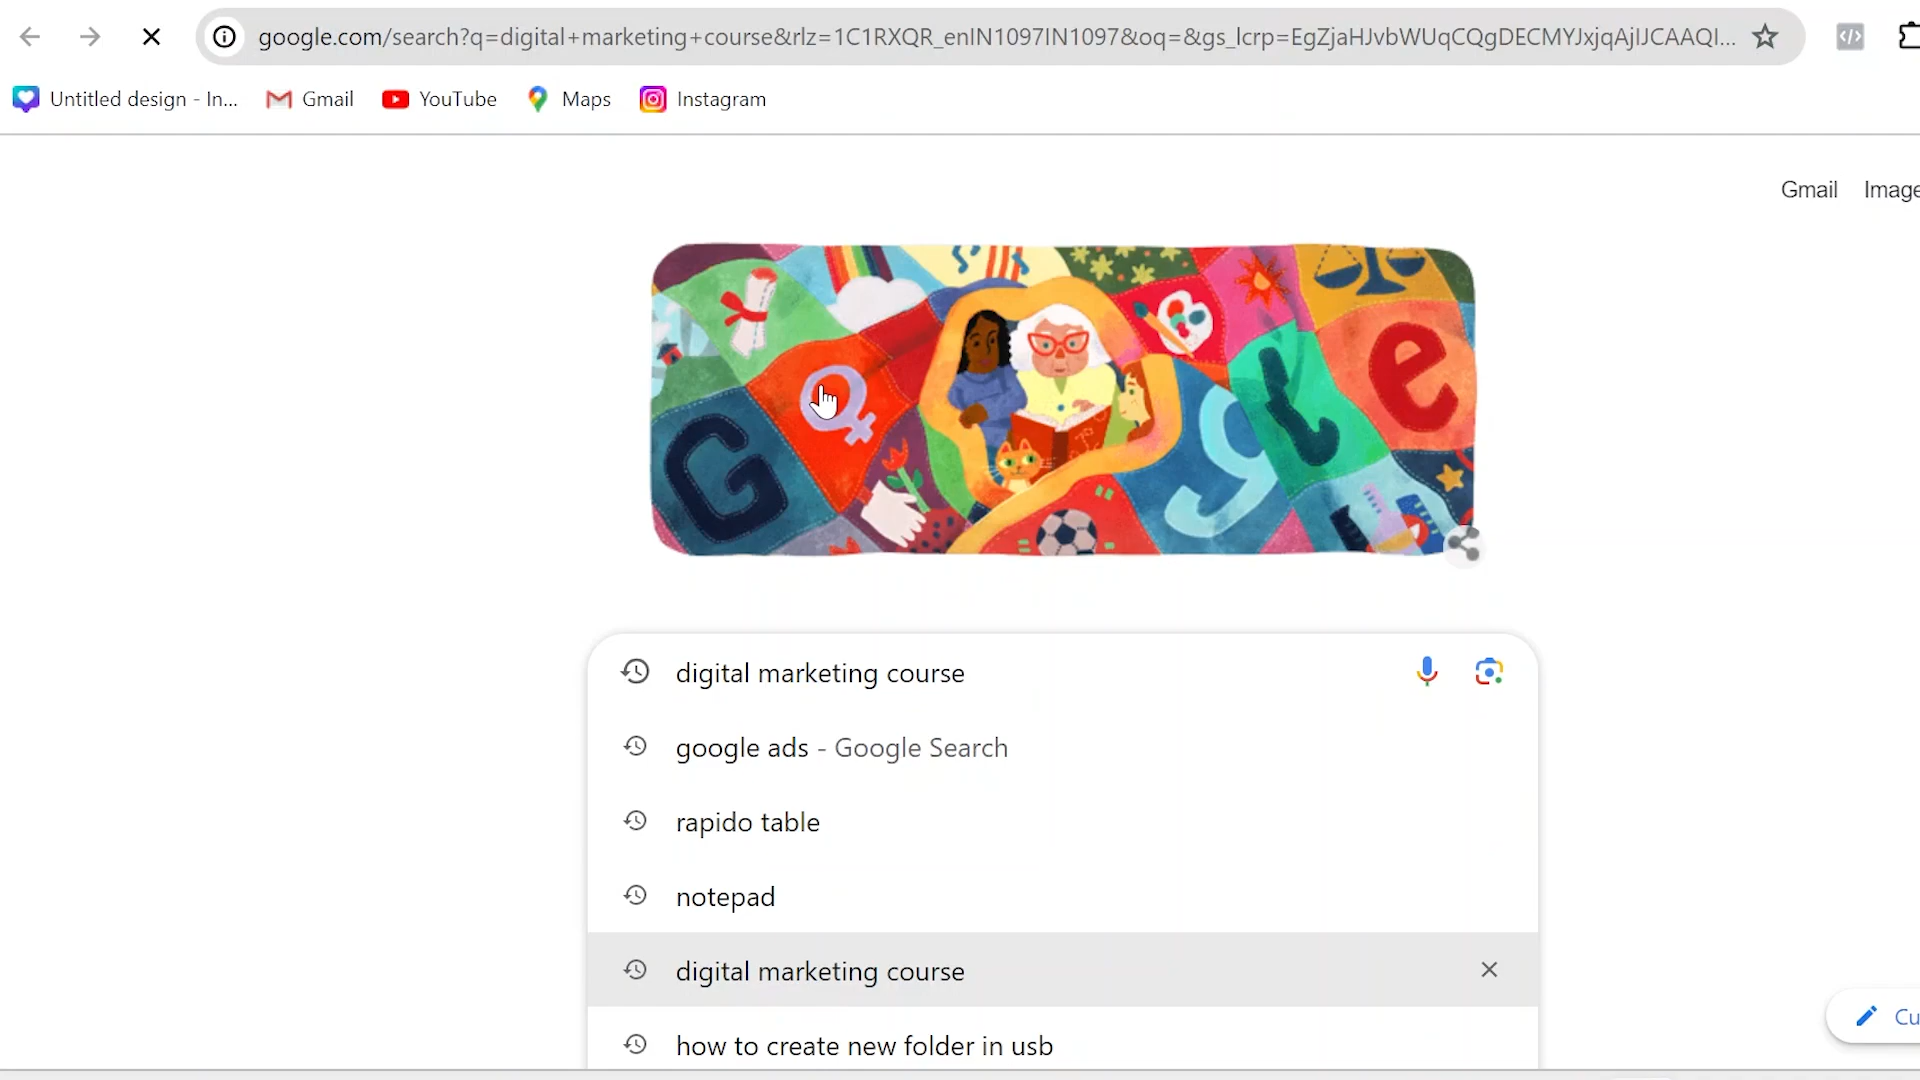 google.com/search?q=digital+marketing+course&rlz=1C1RXQR_enIN1097IN1097&oq=&gs_lcrp=EgZjaHJvbWUqCQgDECMYJxjqAjIJCAAQI...
Untitled design - In... Gmail YouTube Maps Instagram
Gmail Image
G g l e
digital marketing course
google ads - Google Search
rapido table
notepad
digital marketing course
how to create new folder in usb
Cu